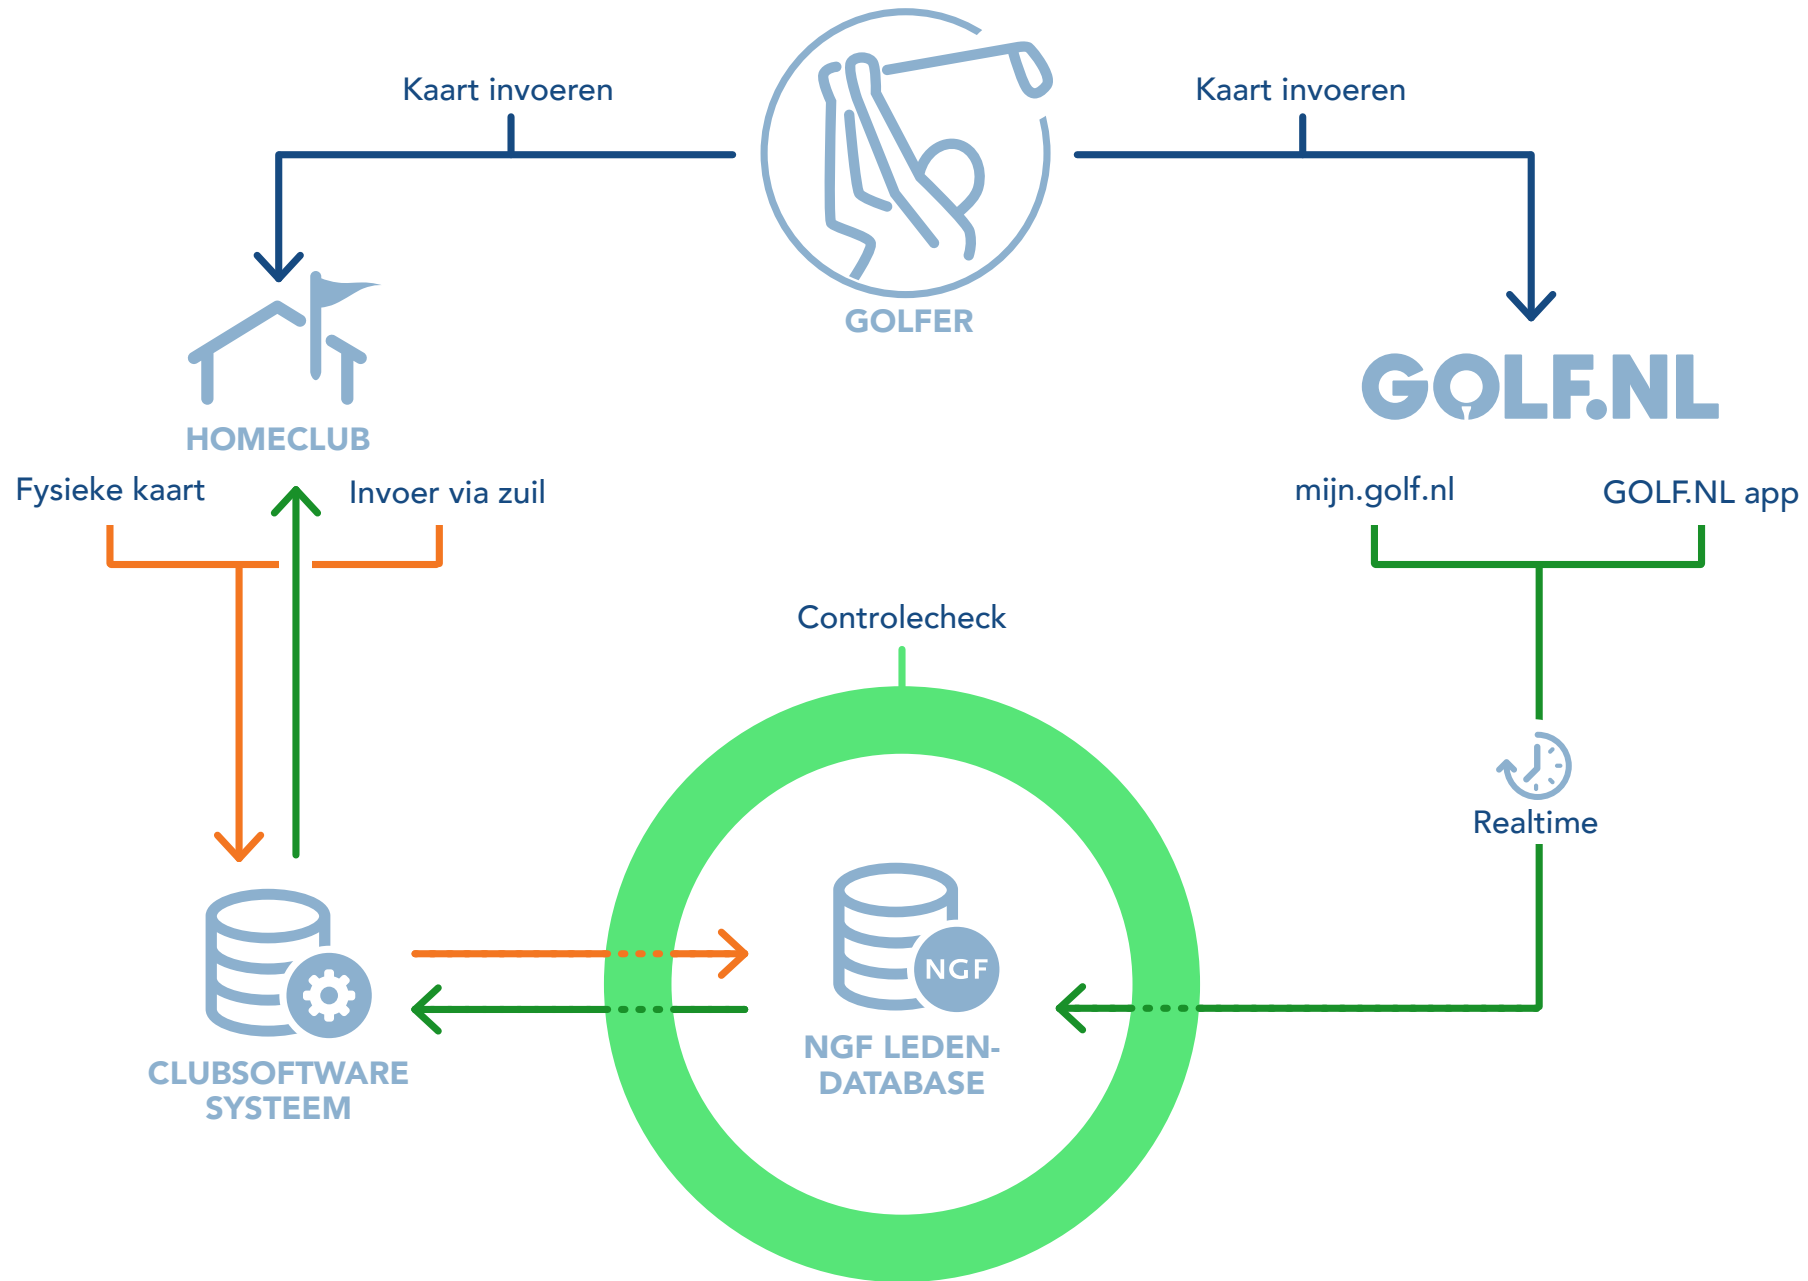 Kaart invoeren
Kaart invoeren
GOLFER
GOLF.NL
HOMECLUB
Fysieke kaart
Invoer via zuil
mijn.golf.nl
GOLF.NL app
Controlecheck
Realtime
NGF
NGF LEDEN-
DATABASE
CLUBSOFTWARE
SYSTEEM